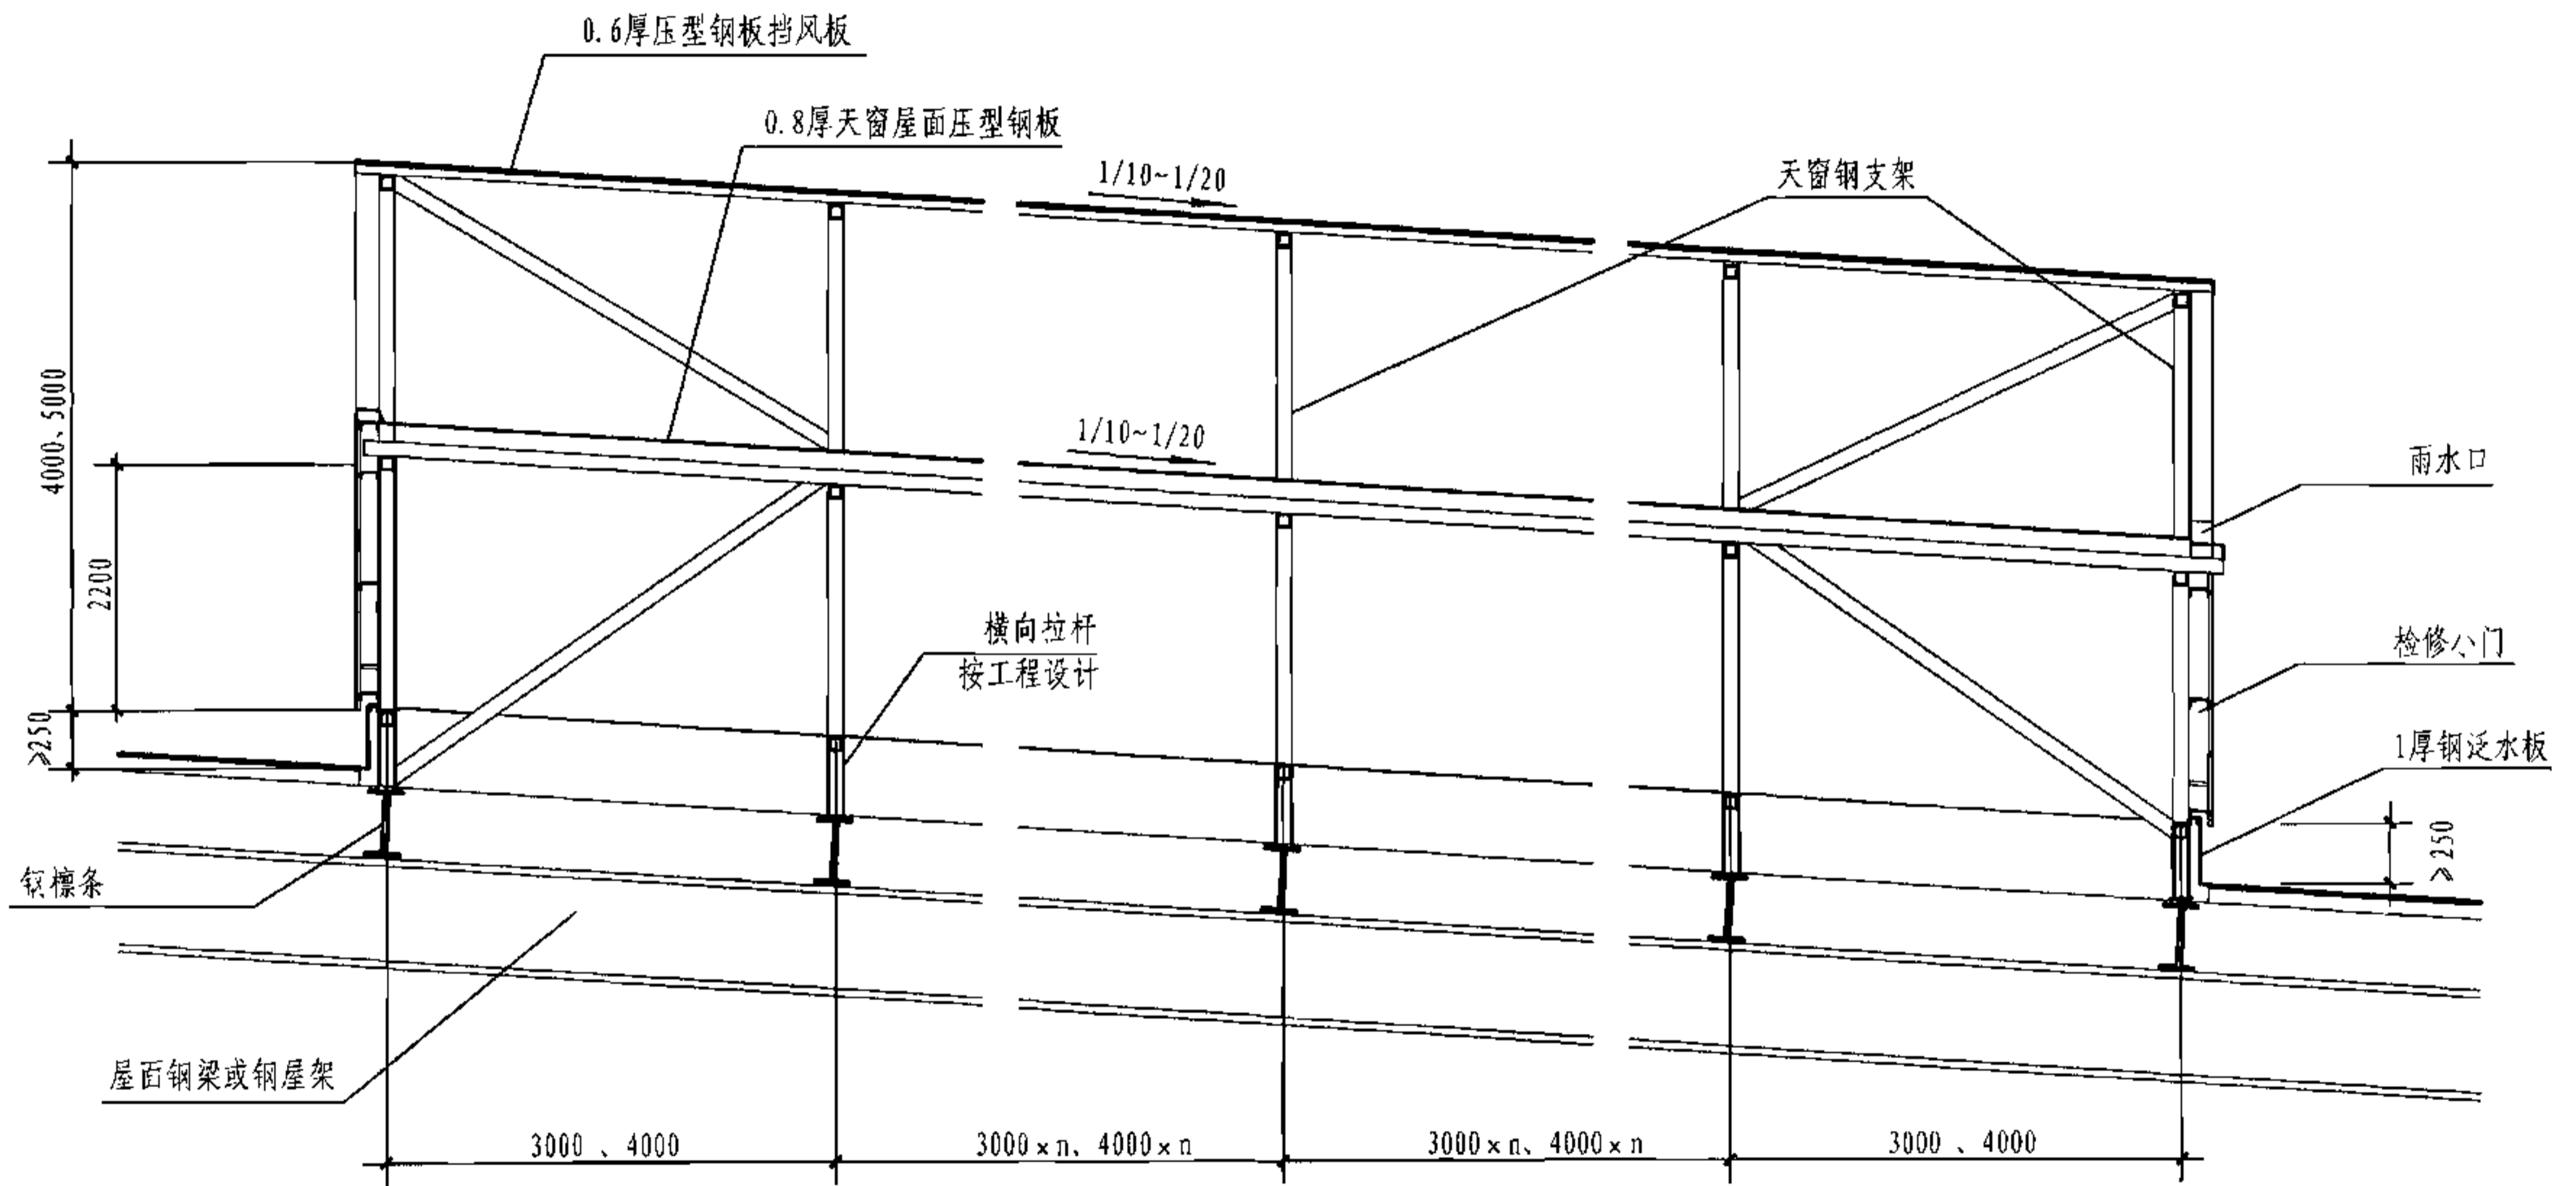 0.6厚压型钢板挡风板
0.8厚天窗屋面压型钢板
1/10~1/20
天窗钢支架
4000、5000
1/10~1/20
雨水口
2200
横向拉杆
按工程设计
检修小门
≥250
1厚钢泛水板
钢檩条
≥250
屋面钢梁或钢屋架
3000、4000
3000×n、4000×n
3000×n、4000×n
3000、4000